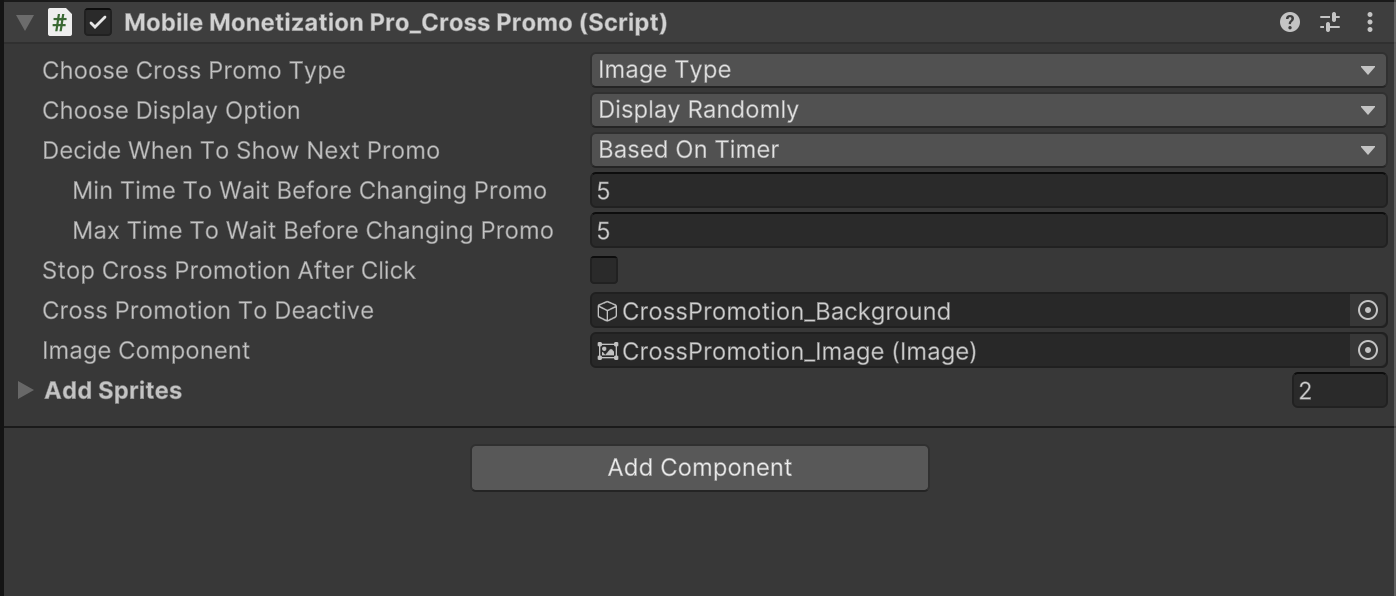 Mobile Monetization Pro_Cross Promo (Script)
Choose Cross Promo Type Image Type
Choose Display Option Display Randomly
Decide When To Show Next Promo Based On Timer
Min Time To Wait Before Changing Promo 5
Max Time To Wait Before Changing Promo 5
Stop Cross Promotion After Click
Cross Promotion To Deactive CrossPromotion_Background
Image Component CrossPromotion_Image (Image)
Add Sprites 2
Add Component